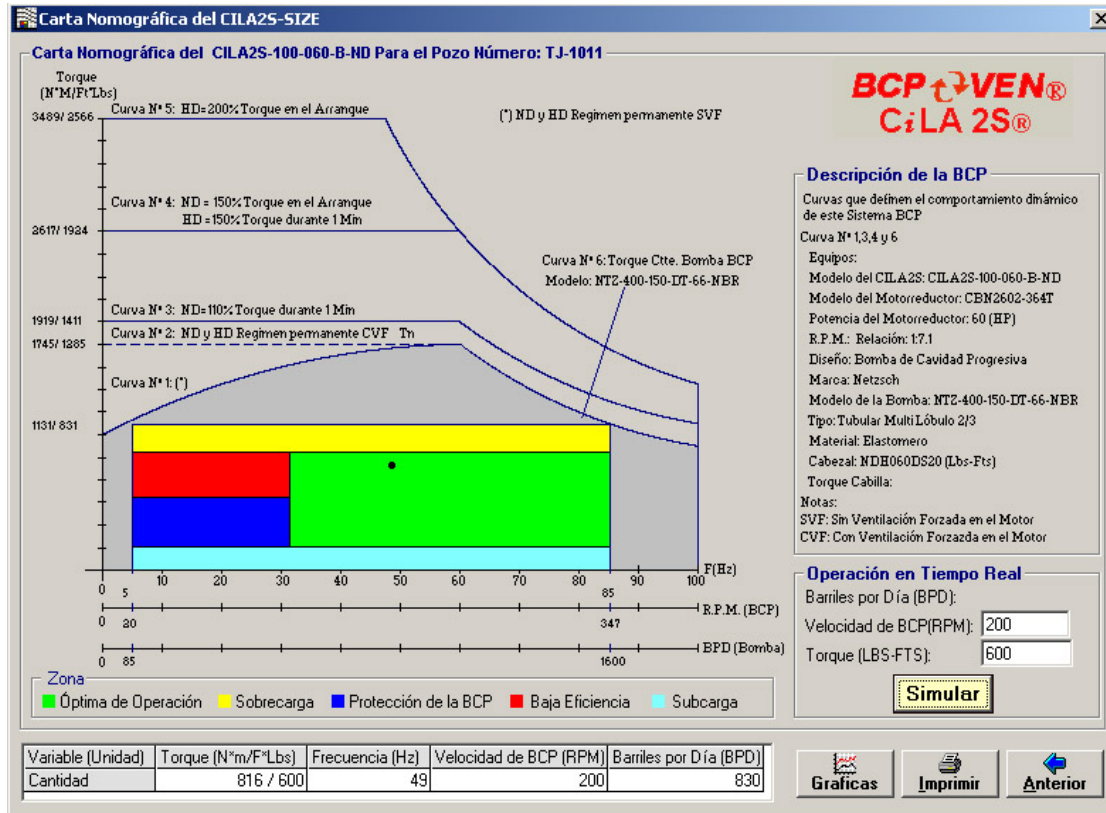 Carta Nomográfica del CILA2S-SIZE
Carta Nomográfica del CILA2S-100-060-B-ND Para el Pozo Número: TJ-1011
Torque
(N*M/Ft*Lbs)
3489/ 2566
Curva Nº 5: HD=200% Torque en el Arranque
(*) ND y HD Regimen permanente SVF
Curva Nº 4: ND = 150% Torque en el Arranque
HD =150% Torque durante 1 Min
2617/ 1924
Curva Nº 6: Torque Ctte. Bomba BCP
Modelo: NTZ-400-150-DT-66-NBR
Curva Nº 3: ND=110% Torque durante 1 Min
1919/ 1411
Curva Nº 2: ND y HD Regimen permanente CVF Tn
1745/ 1285
Curva Nº 1: (*)
1131/ 831
0 5 10 20 30 40 50 60 70 80 85 90 100 F(Hz)
0 20 347 R.P.M. (BCP)
0 85 1600 BPD (Bomba)
Zona
Óptima de Operación Sobrecarga Protección de la BCP Baja Eficiencia Subcarga
BCP VEN®
CiLA 2S®
Descripción de la BCP
Curvas que definen el comportamiento dinámico
de este Sistema BCP
Curva Nº 1,3,4 y 6
Equipos:
Modelo del CILA2S: CILA2S-100-060-B-ND
Modelo del Motorreductor: CBN2602-364T
Potencia del Motorreductor: 60 (HP)
R.P.M.: Relación: 1:7.1
Diseño: Bomba de Cavidad Progresiva
Marca: Netzsch
Modelo de la Bomba: NTZ-400-150-DT-66-NBR
Tipo: Tubular Multi Lóbulo 2/3
Material: Elastomero
Cabezal: NDH060DS20 (Lbs-Fts)
Torque Cabilla:
Notas:
SVF: Sin Ventilación Forzada en el Motor
CVF: Con Ventilación Forzazda en el Motor
Operación en Tiempo Real
Barriles por Día (BPD):
Velocidad de BCP(RPM): 200
Torque (LBS-FTS): 600
Simular
Variable (Unidad) Torque (N*m/F*Lbs) Frecuencia (Hz) Velocidad de BCP (RPM) Barriles por Día (BPD)
Cantidad 816 / 600 49 200 830
Graficas Imprimir Anterior